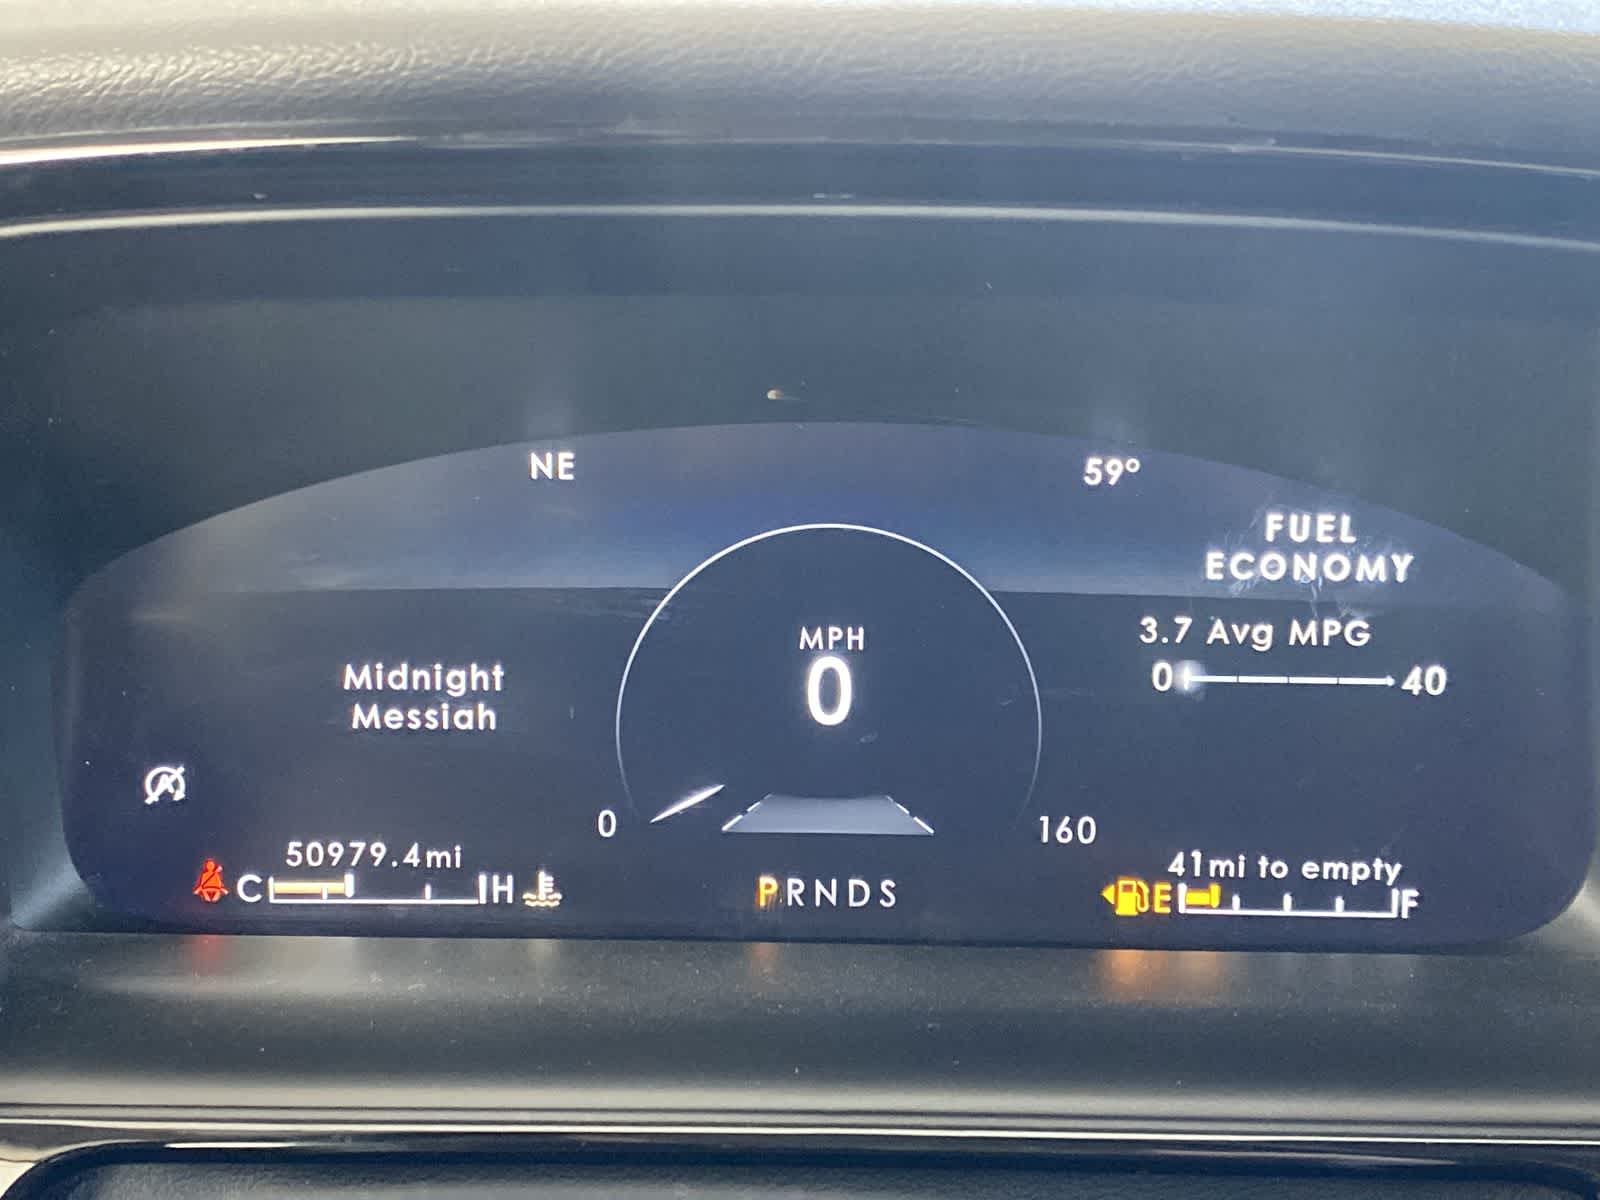 NE
59°
FUEL
ECONOMY
3.7 Avg MPG
0 40
Midnight
Messiah
MPH
0
0
160
50979.4mi
C H
PRNDS
41mi to empty
E F